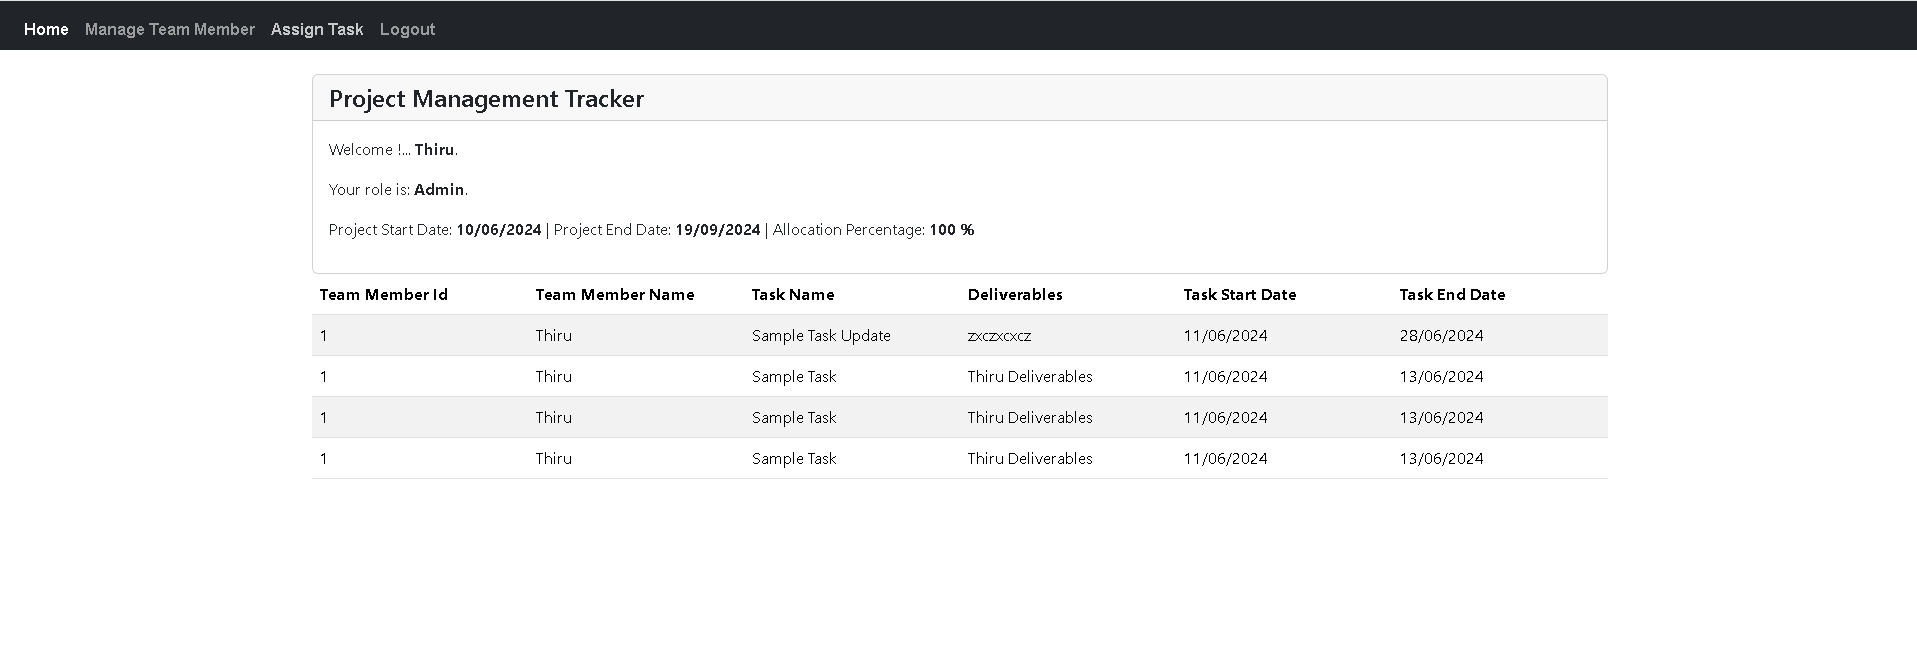 Home Manage Team Member Assign Task Logout
Project Management Tracker
Welcome !... Thiru.
Your role is: Admin.
Project Start Date: 10/06/2024 | Project End Date: 19/09/2024 | Allocation Percentage: 100 %
Team Member Id Team Member Name Task Name Deliverables Task Start Date Task End Date
1 Thiru Sample Task Update zxczxcxcz 11/06/2024 28/06/2024
1 Thiru Sample Task Thiru Deliverables 11/06/2024 13/06/2024
1 Thiru Sample Task Thiru Deliverables 11/06/2024 13/06/2024
1 Thiru Sample Task Thiru Deliverables 11/06/2024 13/06/2024